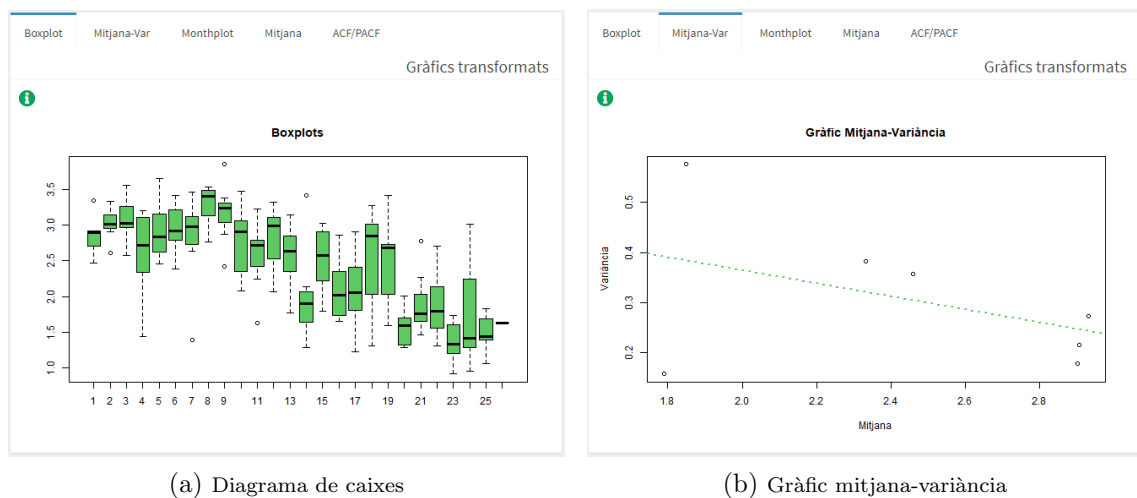 Boxplot Mitjana-Var Monthplot Mitjana ACF/PACF
Gràfics transformats
i
Boxplots
3.5
3.0
2.5
2.0
1.5
1.0
1 2 3 4 5 6 7 8 9 11 13 15 17 19 21 23 25
(a) Diagrama de caixes
Boxplot Mitjana-Var Monthplot Mitjana ACF/PACF
Gràfics transformats
i
Gràfic Mitjana-Variància
Variància
0.5
0.4
0.3
0.2
1.8 2.0 2.2 2.4 2.6 2.8
Mitjana
(b) Gràfic mitjana-variància